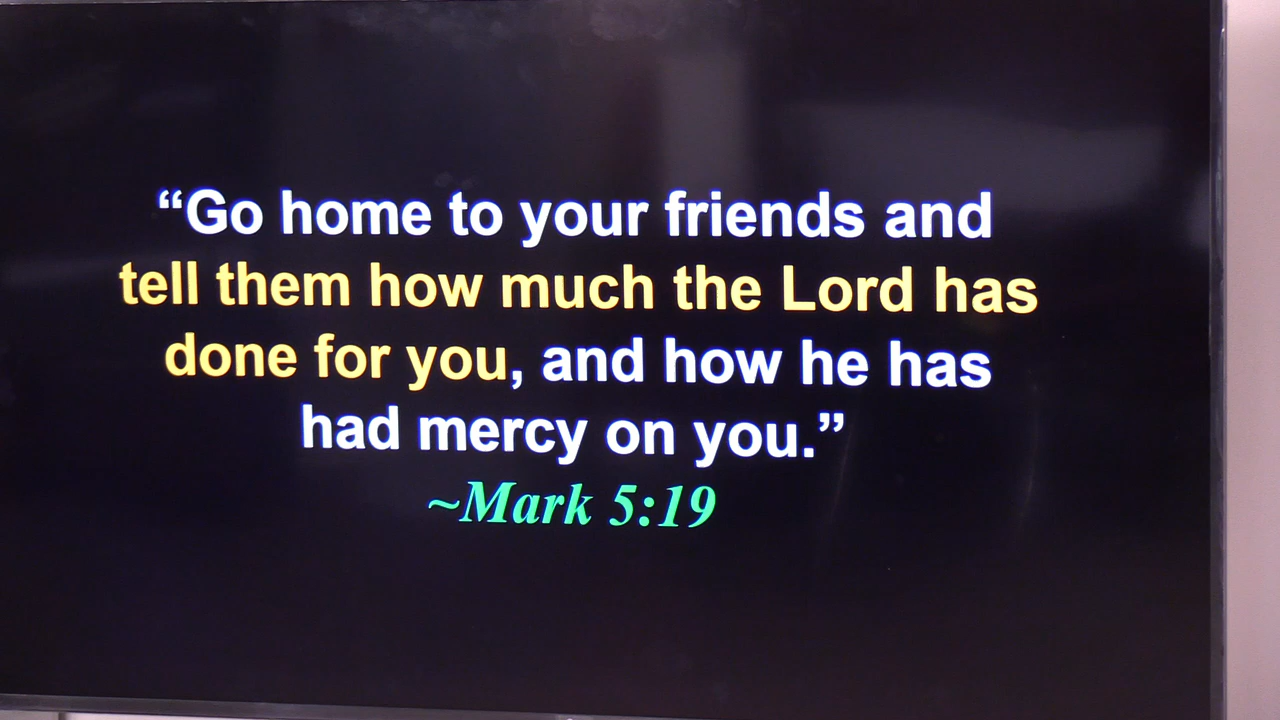 “Go home to your friends and
tell them how much the Lord has
done for you, and how he has
had mercy on you.”
~Mark 5:19